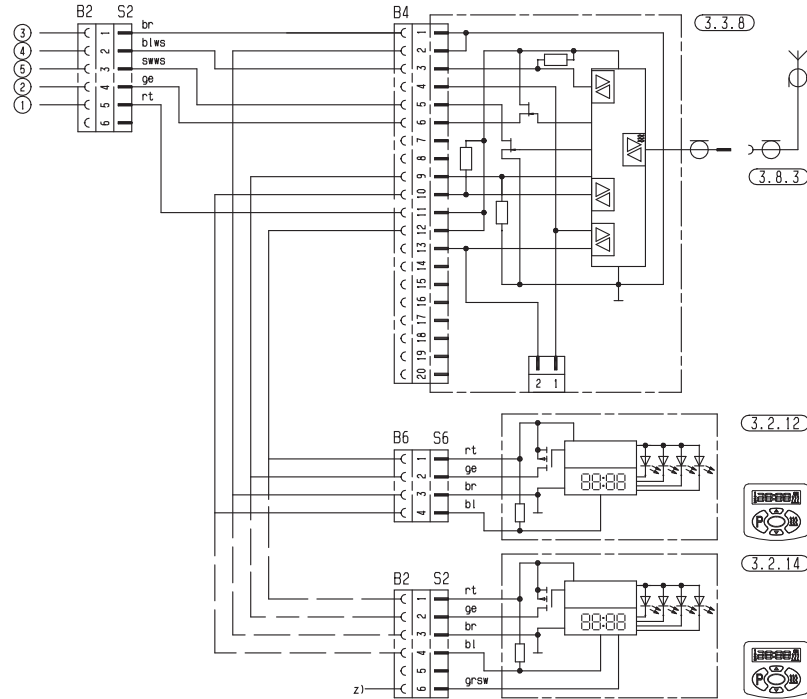 B2 S2
3 1 br
4 2 blws
5 3 swws
2 4 ge
1 5 rt
6
B4
1
2
3
4
5
6
7
8
9
10
11
12
13
14
15
16
17
18
19
20
2 1
3.3.8
3.8.3
B6 S6
1 rt
2 ge
3 br
4 bl
88:88
3.2.12
P
B2 S2
1 rt
2 ge
3 br
4 bl
5
z) 6 grsw
88:88
3.2.14
P